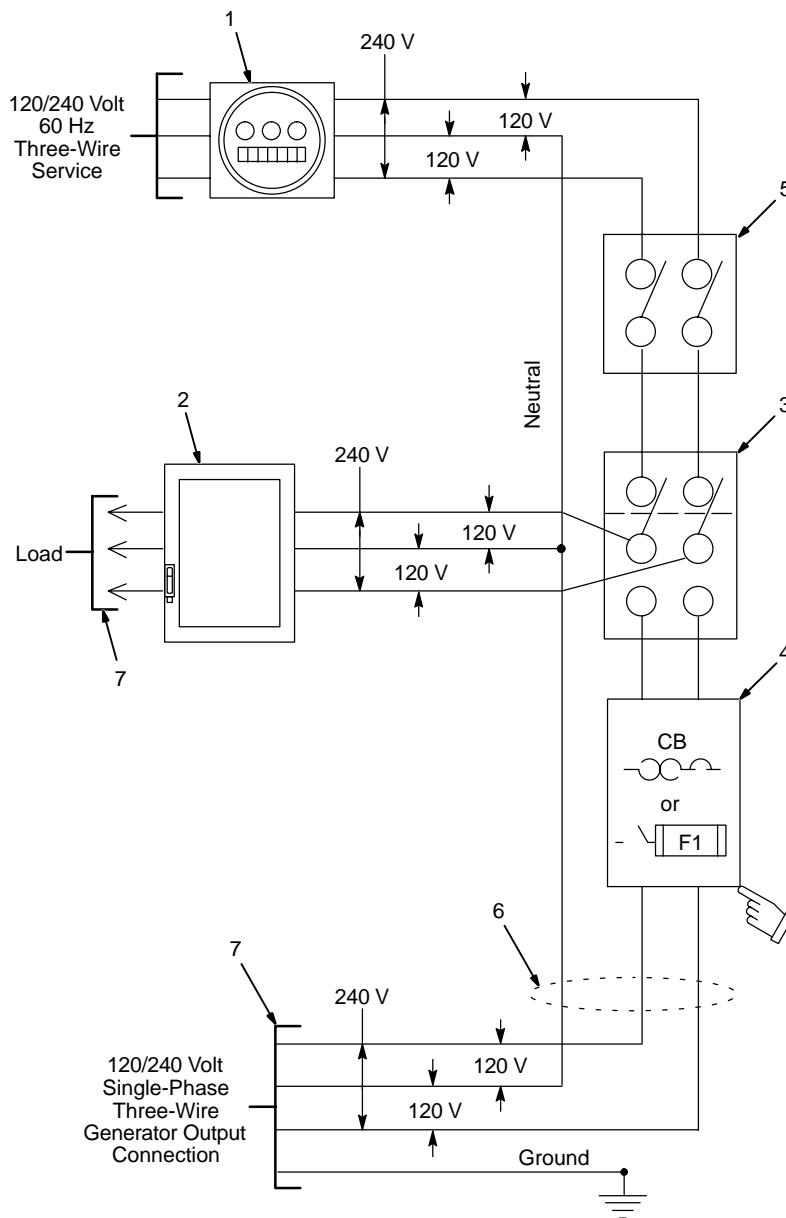 1
240 V
120/240 Volt
60 Hz
Three-Wire
Service
120 V
120 V
5
Neutral
2
3
240 V
120 V
Load
120 V
7
4
CB
or
F1
6
7
240 V
120/240 Volt
Single-Phase
Three-Wire
Generator Output
Connection
120 V
120 V
Ground